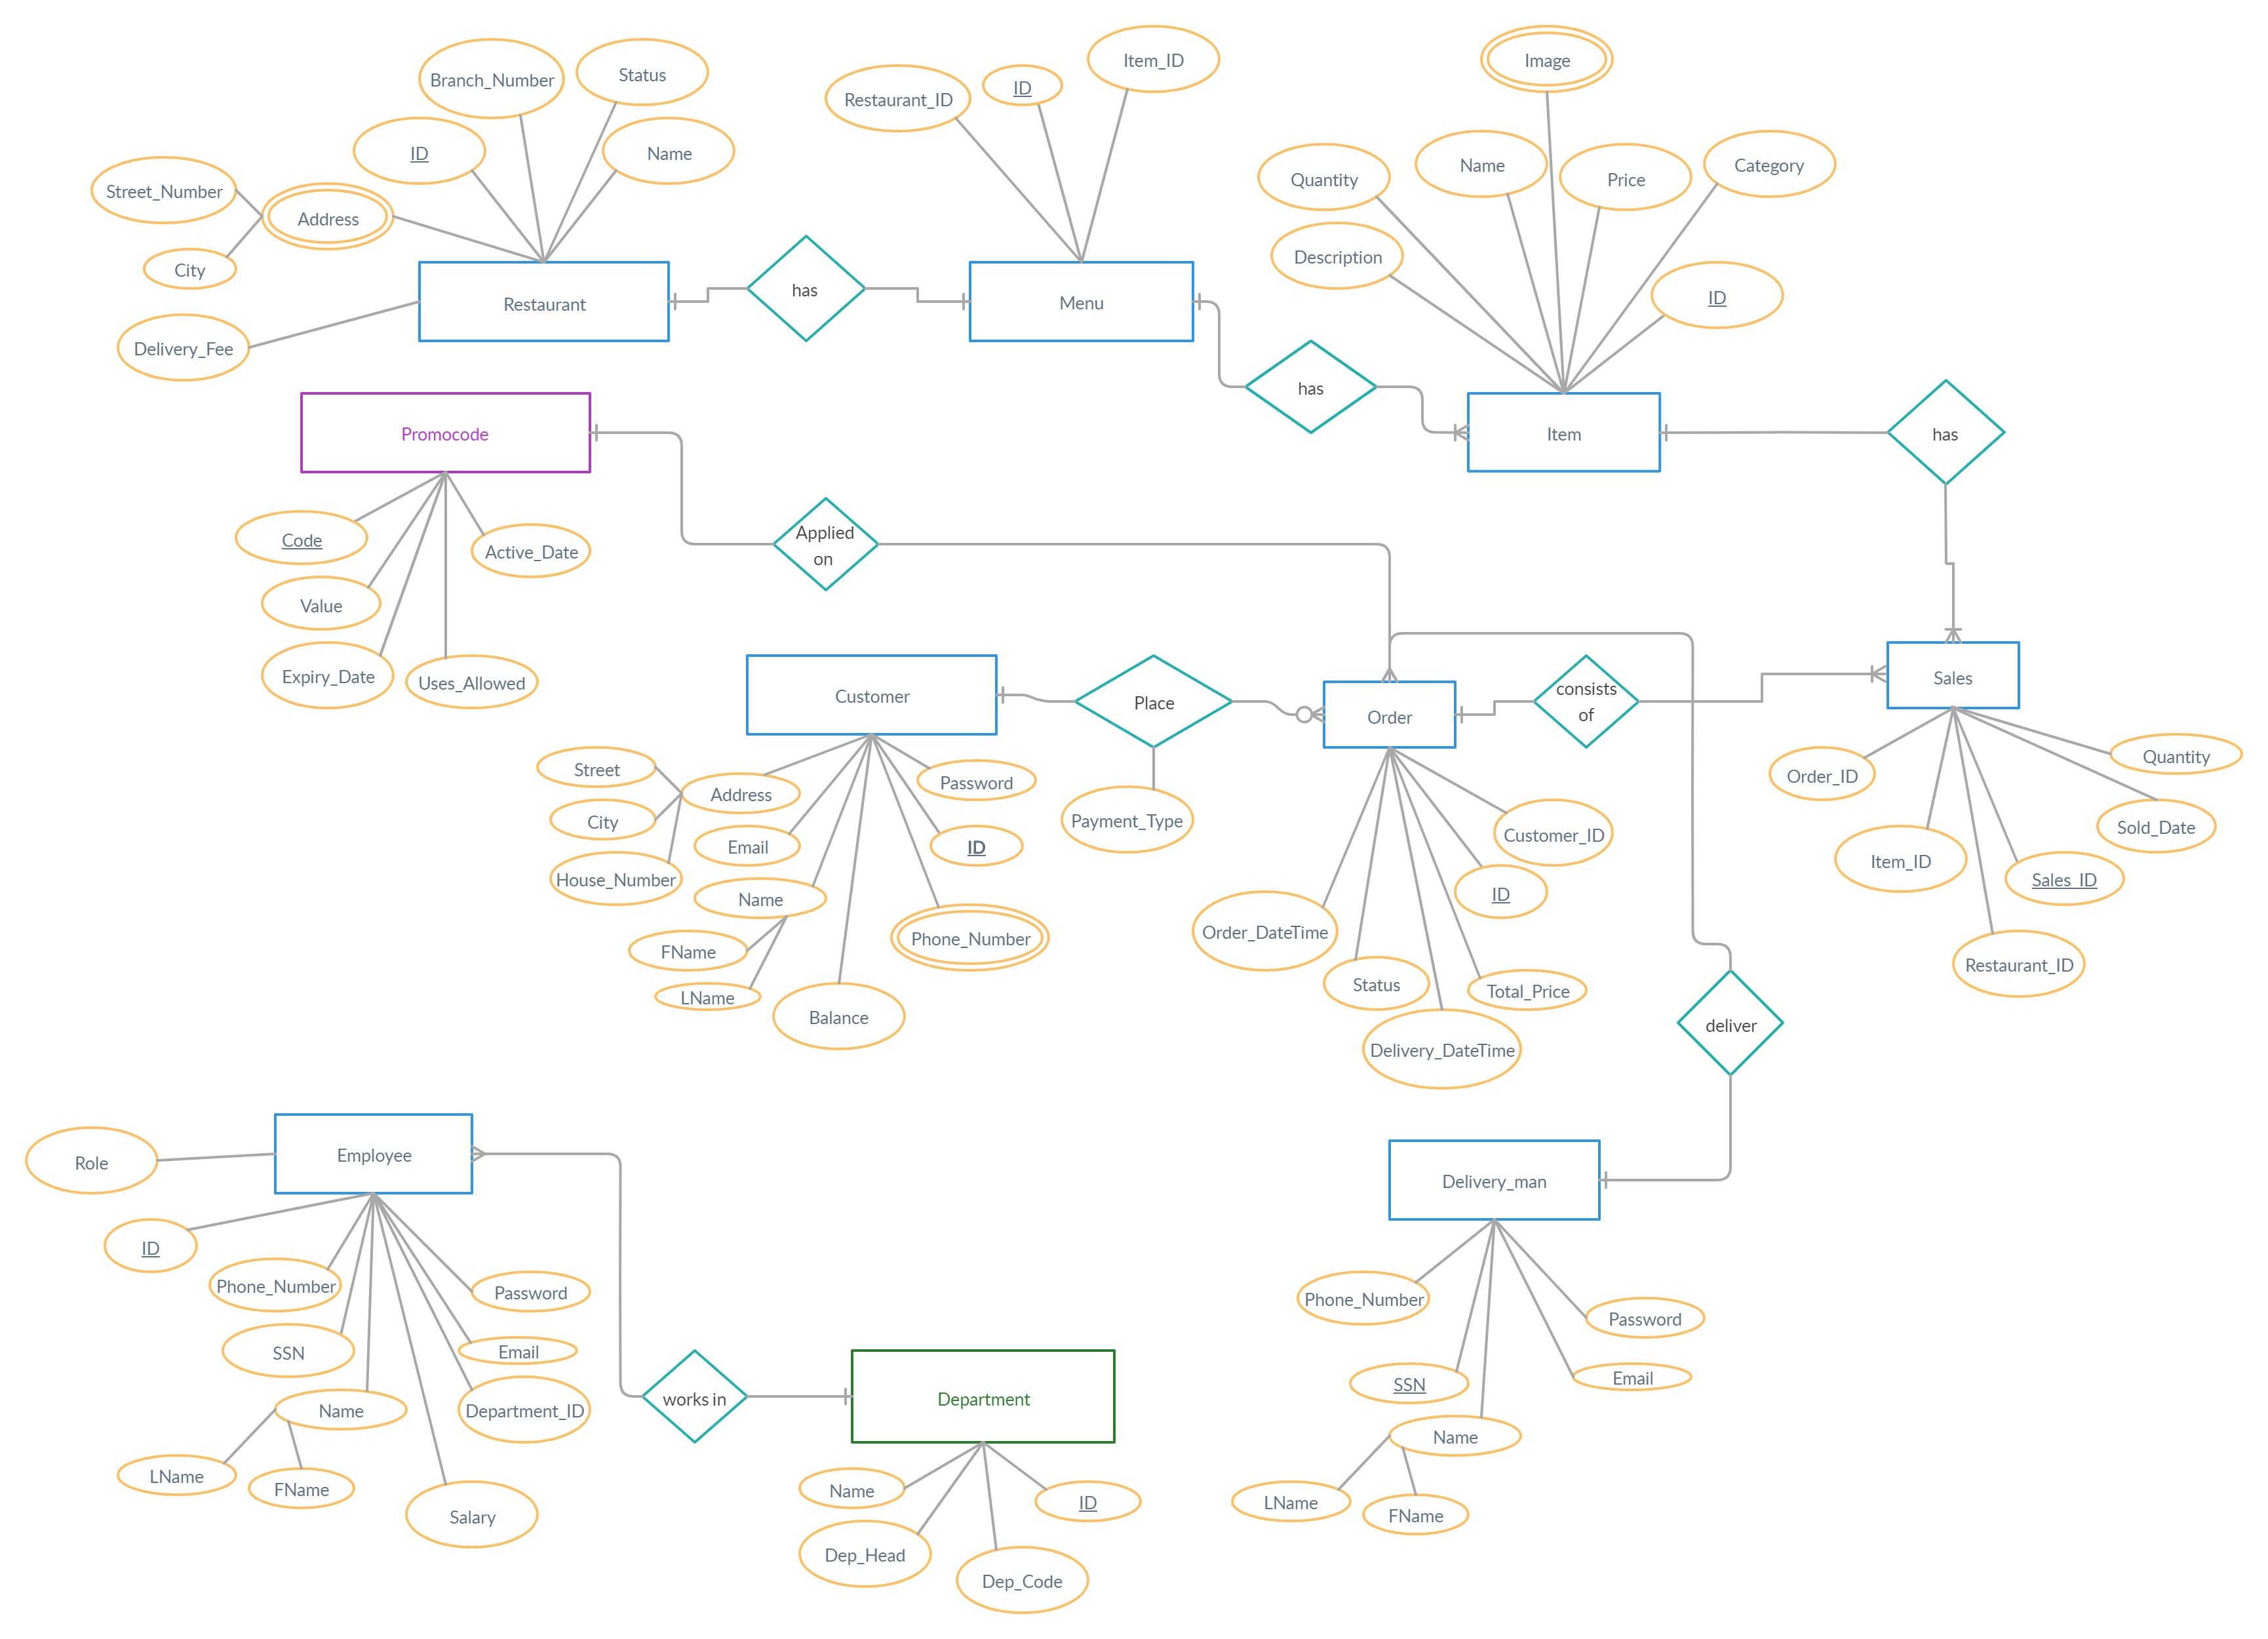 Image
Item_ID
Status
Branch_Number
ID
Restaurant_ID
ID
Name
Name
Category
Quantity
Price
Street_Number
Address
Description
City
ID
Restaurant
has
Menu
Delivery_Fee
has
Promocode
Item
has
Applied
on
Code
Active_Date
Value
Expiry_Date
Uses_Allowed
Customer
Place
Order
consists
of
Sales
Street
Address
Password
Payment_Type
Order_ID
Quantity
City
Email
ID
Customer_ID
Sold_Date
House_Number
Name
ID
Item_ID
Sales_ID
FName
Phone_Number
Order_DateTime
Restaurant_ID
LName
Balance
Status
Total_Price
Delivery_DateTime
deliver
Role
Employee
Delivery_man
ID
Phone_Number
Password
Phone_Number
Password
SSN
Email
SSN
Email
Name
Department_ID
works in
Department
Name
LName
FName
Salary
Name
ID
LName
FName
Dep_Head
Dep_Code